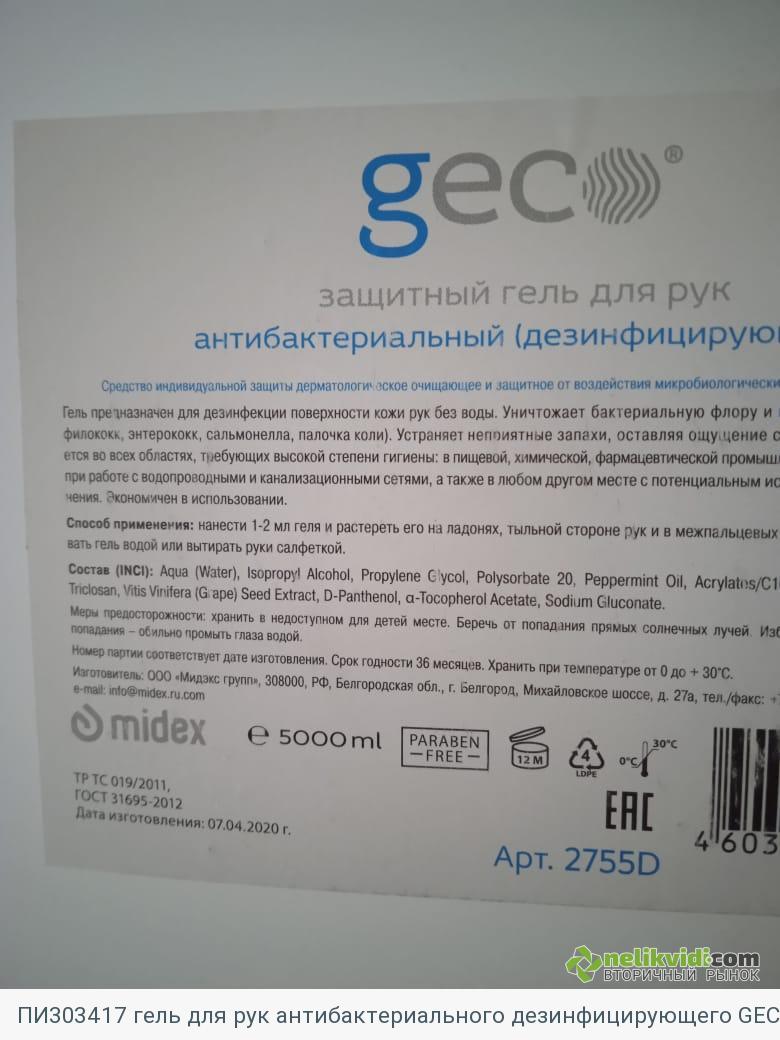 geco®
защитный гель для рук
антибактериальный (дезинфицирую
Средство индивидуальной защиты дерматологическое очищающее и защитное от воздействия микробиологически
Гель предназначен для дезинфекции поверхности кожи рук без воды. Уничтожает бактериальную флору и
филококк, энтерококк, сальмонелла, палочка коли). Устраняет неприятные запахи, оставляя ощущение с
ется во всех областях, требующих высокой степени гигиены: в пищевой, химической, фармацевтической промыш
при работе с водопроводными и канализационными сетями, а также в любом другом месте с потенциальным ис
чения. Экономичен в использовании.
Способ применения: нанести 1-2 мл геля и растереть его на ладонях, тыльной стороне рук и в межпальцевых
вать гель водой или вытирать руки салфеткой.
Состав (INCI): Aqua (Water), Isopropyl Alcohol, Propylene Glycol, Polysorbate 20, Peppermint Oil, Acrylates/C1
Triclosan, Vitis Vinifera (Grape) Seed Extract, D-Panthenol, α-Tocopherol Acetate, Sodium Gluconate.
Меры предосторожности: хранить в недоступном для детей месте. Беречь от попадания прямых солнечных лучей. Изб
попадания – обильно промыть глаза водой.
Номер партии соответствует дате изготовления. Срок годности 36 месяцев. Хранить при температуре от 0 до + 30°С.
Изготовитель: ООО «Мидэкс групп», 308000, РФ, Белгородская обл., г. Белгород, Михайловское шоссе, д. 27а, тел./факс: +
e-mail: info@midex.ru.com
midex
℮ 5000 ml
PARABEN
– FREE –
12 M
4
LDPE
0°C
30°C
ТР ТС 019/2011,
ГОСТ 31695-2012
Дата изготовления: 07.04.2020 г.
EAC
4 603
Арт. 2755D
nelikvidi.com
ВТОРИЧНЫЙ РЫНОК
ПИ303417 гель для рук антибактериального дезинфицирующего GEC